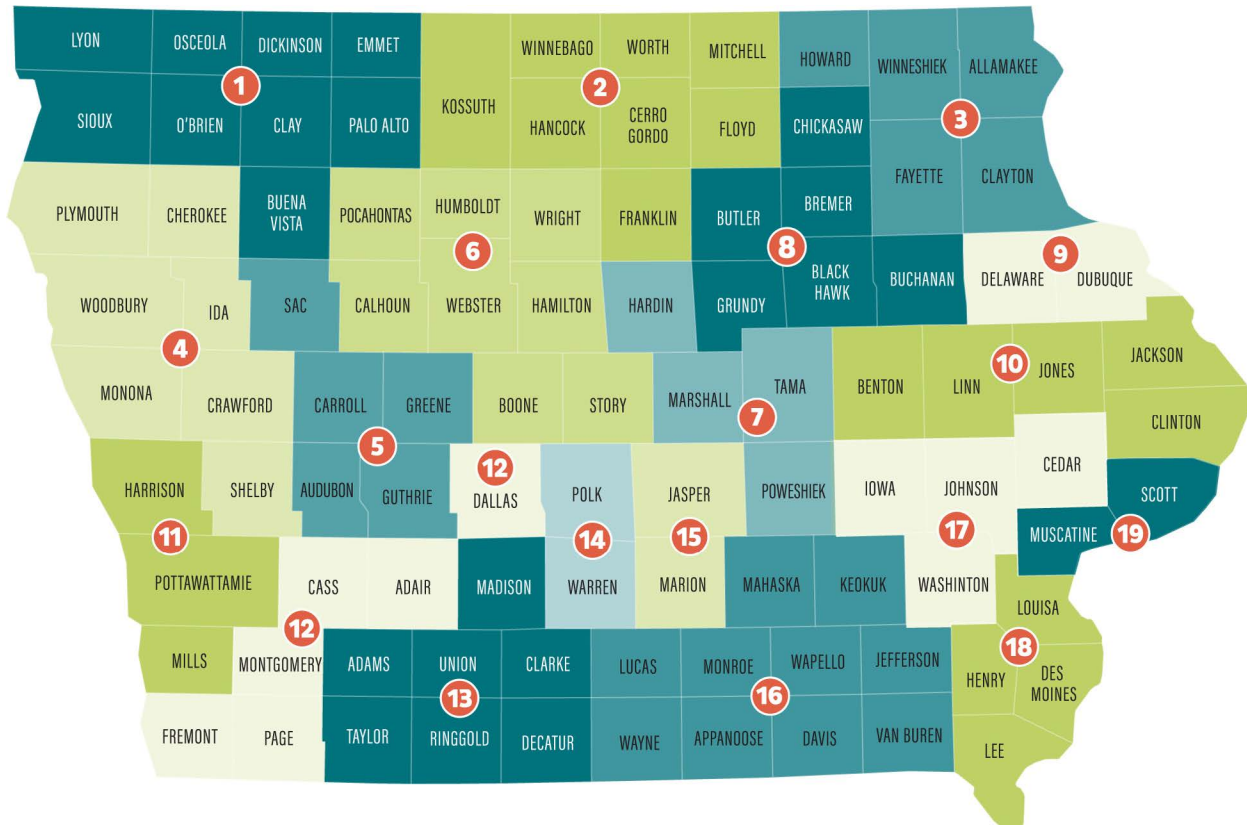 LYON
OSCEOLA
DICKINSON
EMMET
KOSSUTH
WINNEBAGO
WORTH
MITCHELL
HOWARD
WINNESHIEK
ALLAMAKEE
1
2
3
SIOUX
O'BRIEN
CLAY
PALO ALTO
HANCOCK
CERRO
GORDO
FLOYD
CHICKASAW
FAYETTE
CLAYTON
PLYMOUTH
CHEROKEE
BUENA
VISTA
POCAHONTAS
HUMBOLDT
WRIGHT
FRANKLIN
BUTLER
BREMER
6
8
9
WOODBURY
IDA
SAC
CALHOUN
WEBSTER
HAMILTON
HARDIN
GRUNDY
BLACK
HAWK
BUCHANAN
DELAWARE
DUBUQUE
4
10
MONONA
CRAWFORD
CARROLL
GREENE
BOONE
STORY
MARSHALL
TAMA
BENTON
LINN
JONES
JACKSON
5
7
CLINTON
HARRISON
SHELBY
AUDUBON
GUTHRIE
12
DALLAS
POLK
JASPER
POWESHIEK
IOWA
JOHNSON
CEDAR
SCOTT
11
14
15
17
MUSCATINE
19
POTTAWATTAMIE
CASS
ADAIR
MADISON
WARREN
MARION
MAHASKA
KEOKUK
WASHINTON
LOUISA
12
18
MILLS
MONTGOMERY
ADAMS
UNION
CLARKE
LUCAS
MONROE
WAPELLO
JEFFERSON
HENRY
DES
MOINES
13
16
FREMONT
PAGE
TAYLOR
RINGGOLD
DECATUR
WAYNE
APPANOOSE
DAVIS
VAN BUREN
LEE